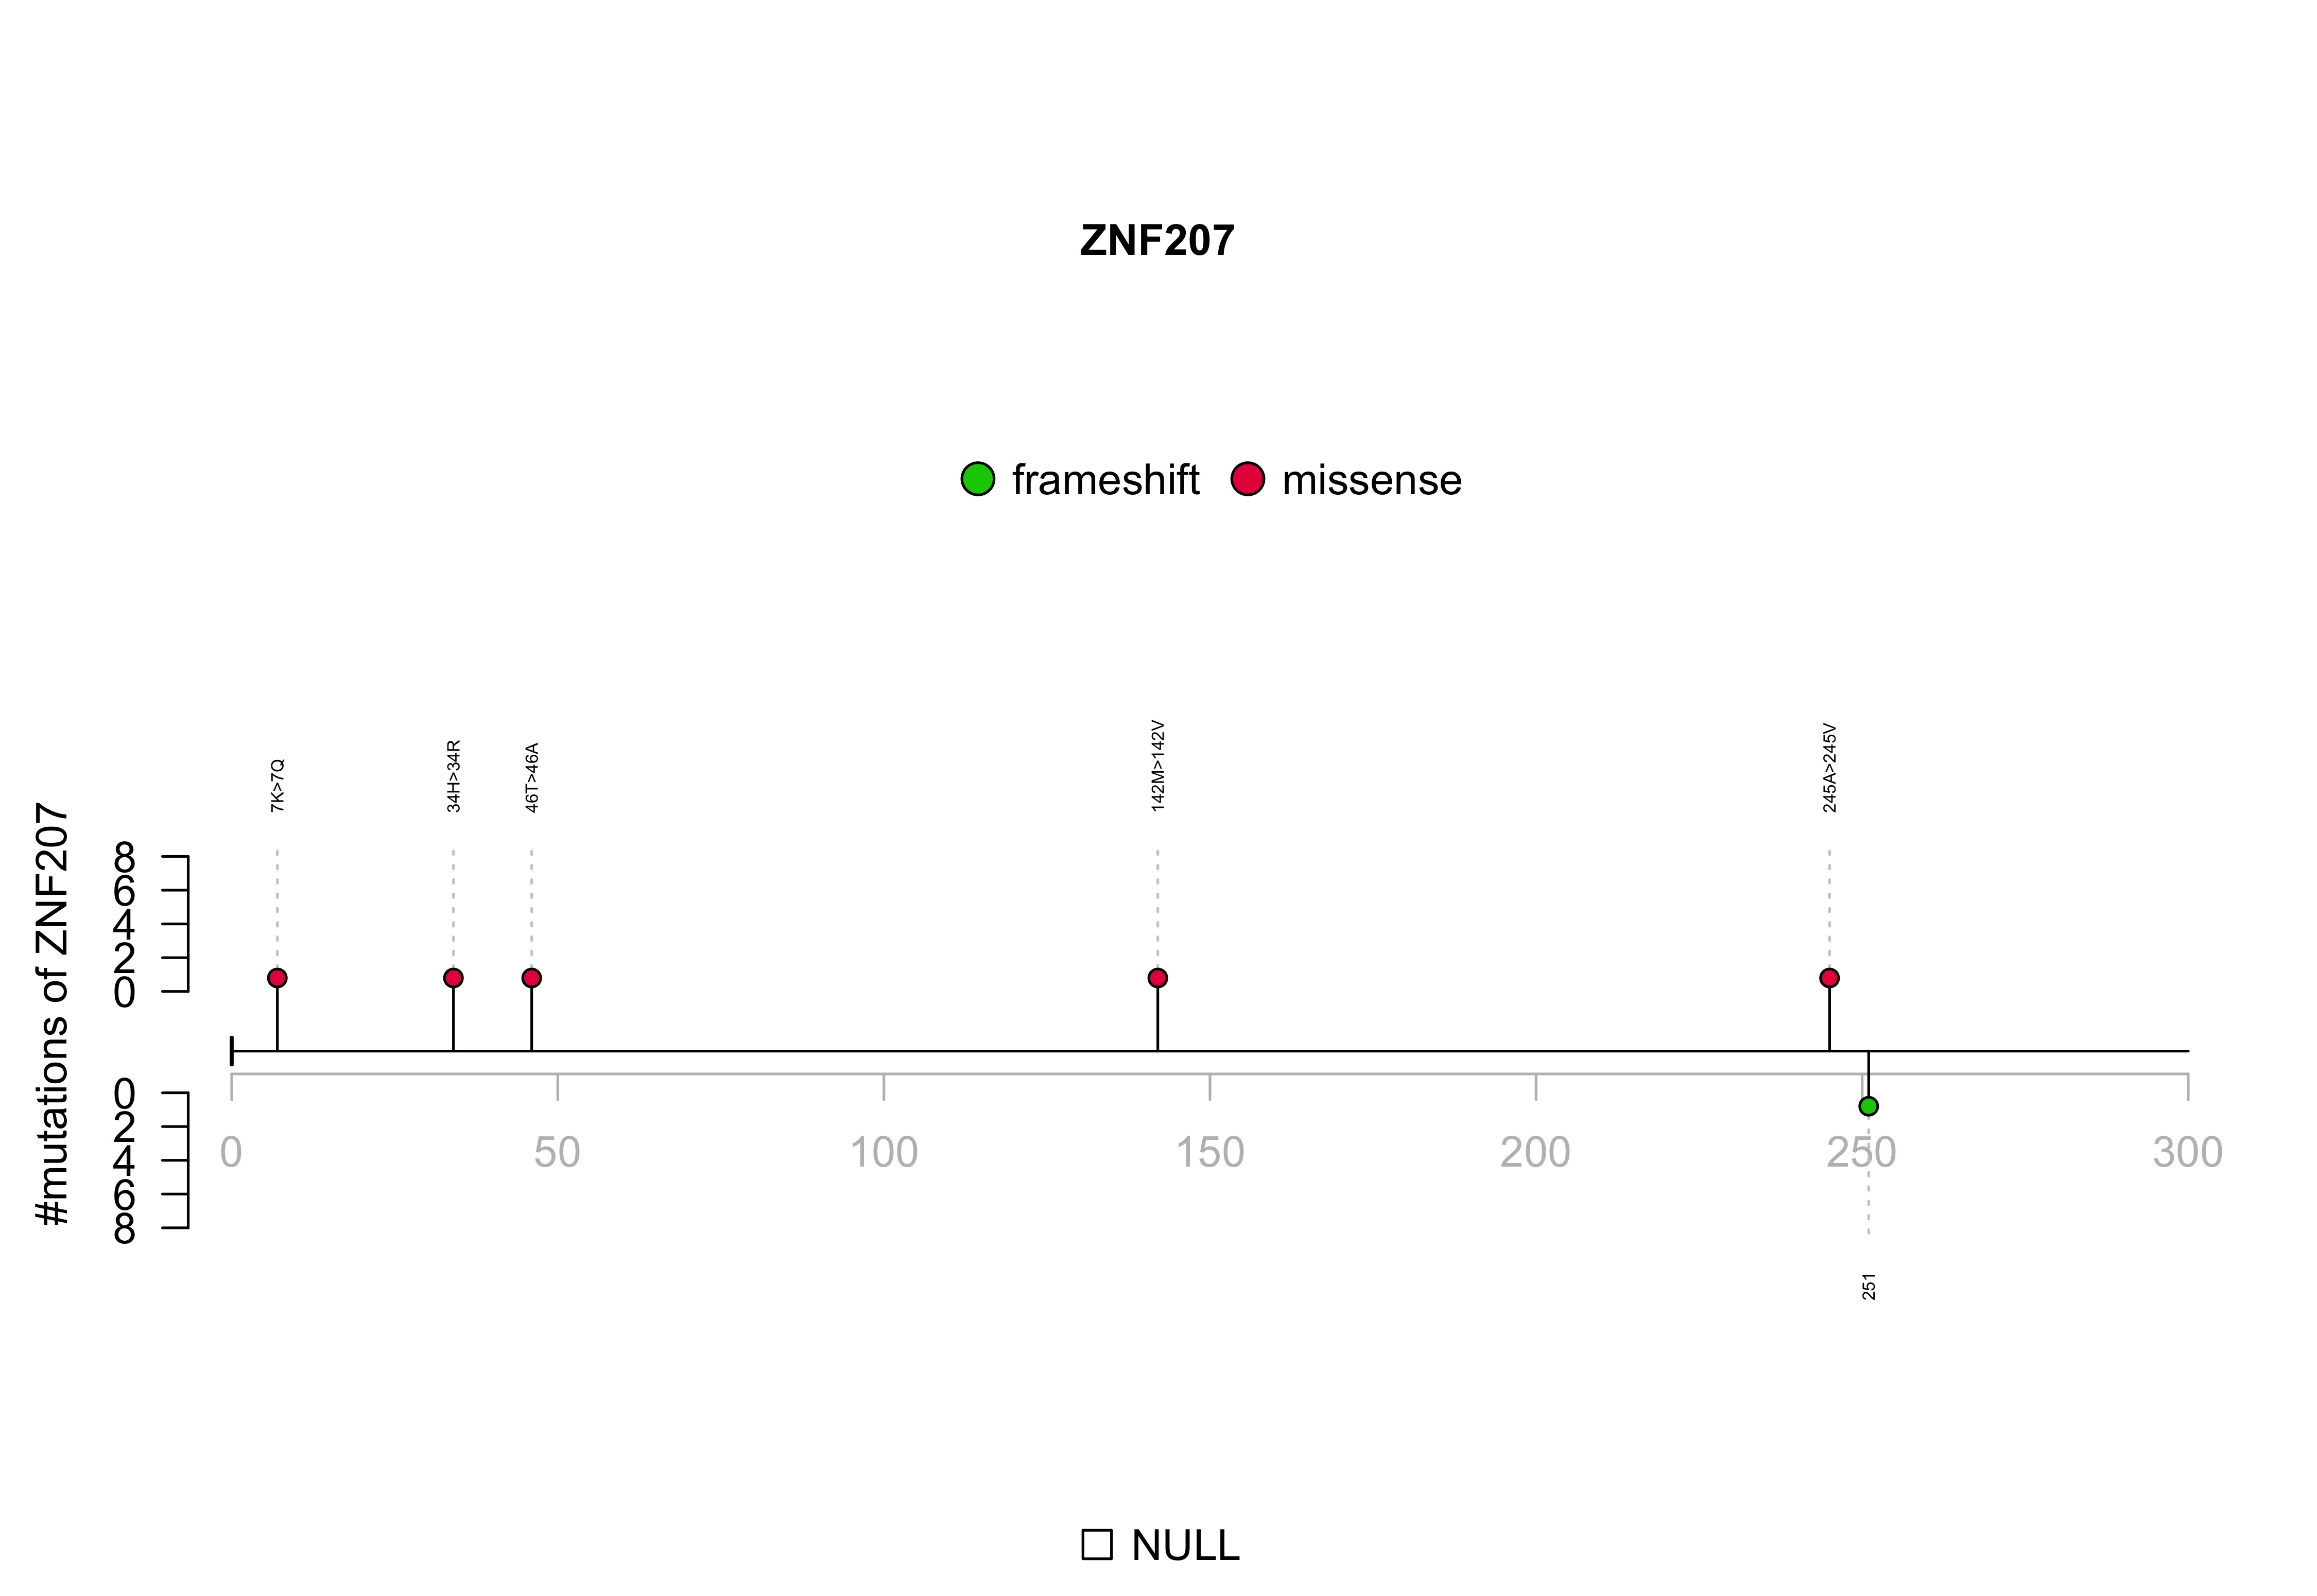 ZNF207
frameshift missense
7K>7Q
34H>34R
46T>46A
142M>142V
245A>245V
#mutations of ZNF207
8
6
4
2
0
0
2
4
6
8
0 50 100 150 200 250 300
251
NULL